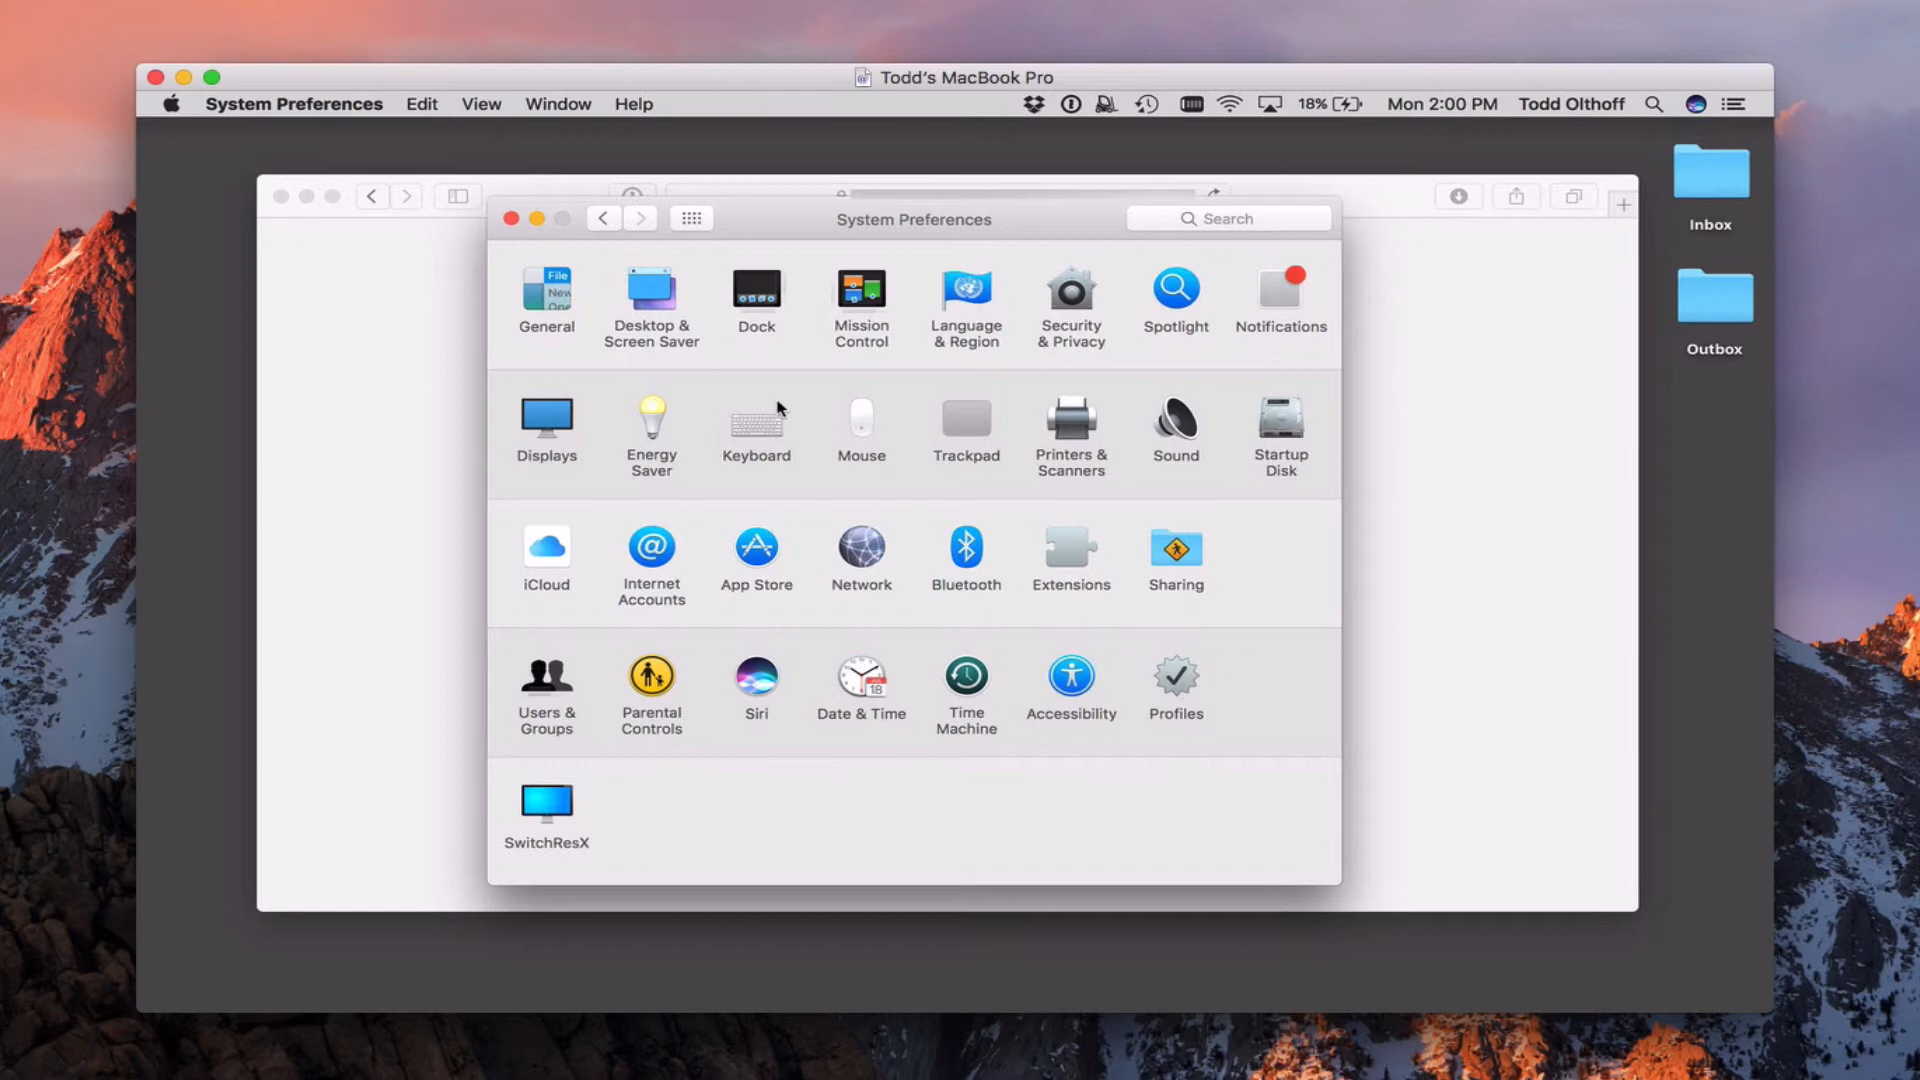 Todd's MacBook Pro
System Preferences Edit View Window Help 18% Mon 2:00 PM Todd Olthoff
System Preferences
Search
Inbox
Outbox
File
New
General
Desktop &
Screen Saver
Dock
Mission
Control
Language
& Region
Security
& Privacy
Spotlight
Notifications
Displays
Energy
Saver
Keyboard
Mouse
Trackpad
Printers &
Scanners
Sound
Startup
Disk
iCloud
Internet
Accounts
App Store
Network
Bluetooth
Extensions
Sharing
Users &
Groups
Parental
Controls
Siri
18
Date & Time
Time
Machine
Accessibility
Profiles
SwitchResX